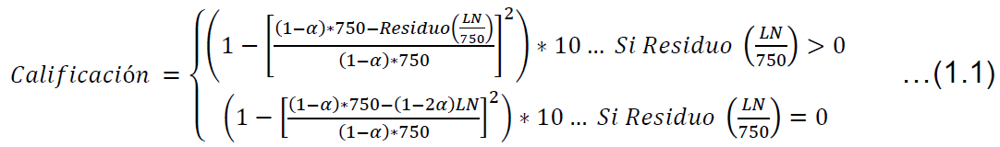 Calificación = { (1 − [((1−α)*750−Residuo(LN/750)) / ((1−α)*750)]²) * 10 … Si Residuo (LN/750) > 0
(1 − [((1−α)*750−(1−2α)LN) / ((1−α)*750)]²) * 10 … Si Residuo (LN/750) = 0
…(1.1)